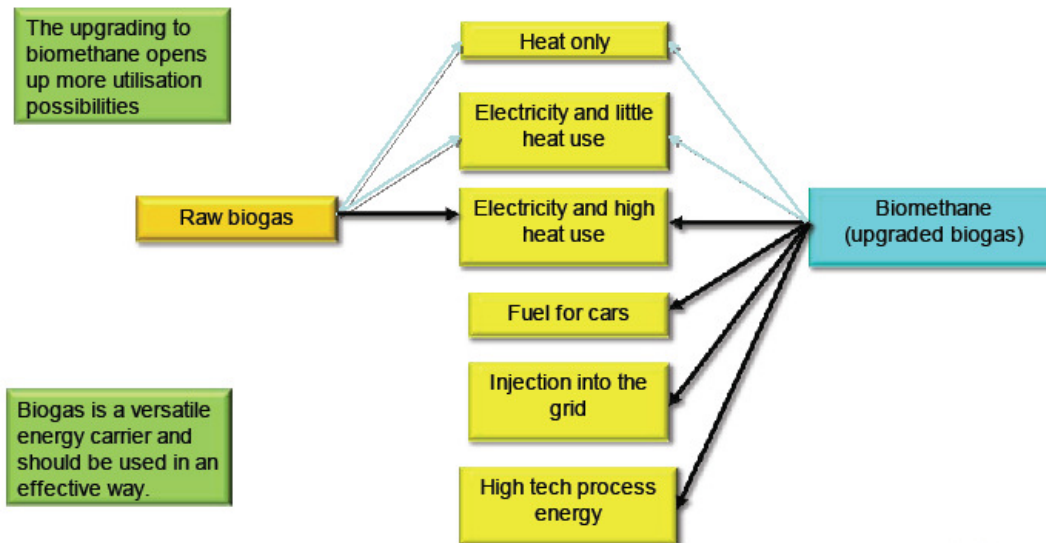 The upgrading to
biomethane opens
up more utilisation
possibilities
Heat only
Electricity and little
heat use
Raw biogas
Electricity and high
heat use
Biomethane
(upgraded biogas)
Fuel for cars
Injection into the
grid
Biogas is a versatile
energy carrier and
should be used in an
effective way.
High tech process
energy